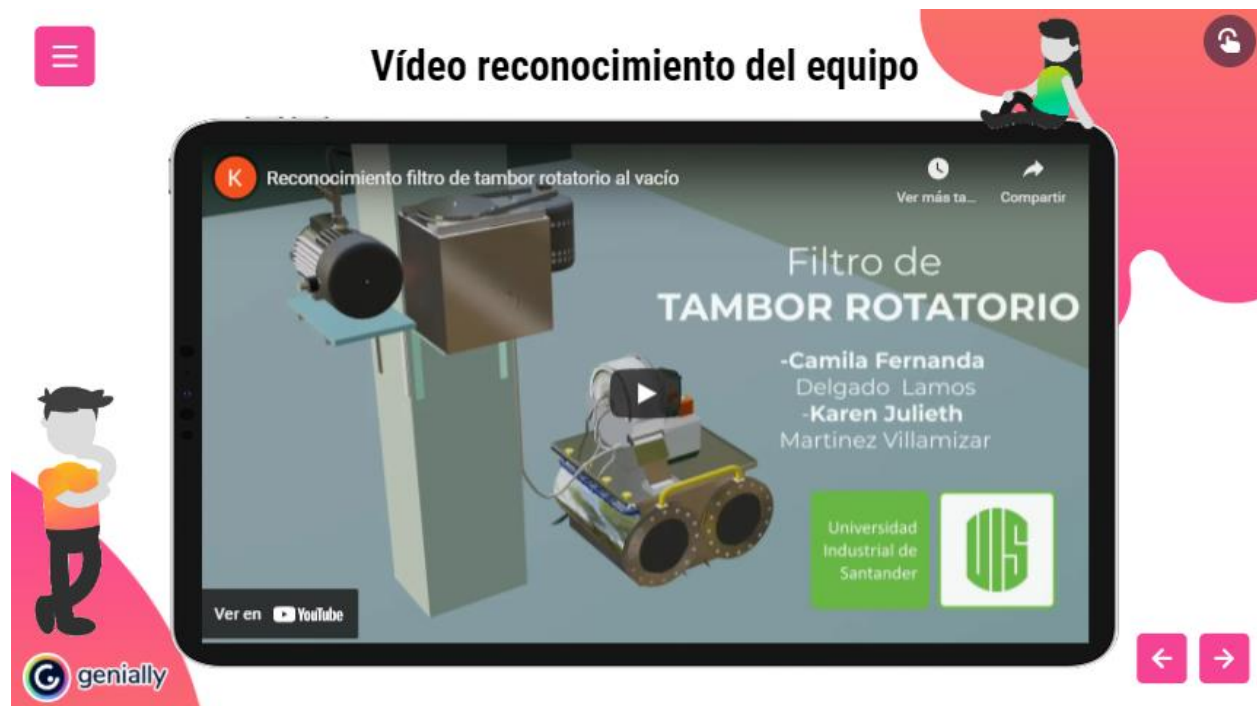 Vídeo reconocimiento del equipo
K
Reconocimiento filtro de tambor rotatorio al vacío
Ver más ta...
Compartir
Filtro de
TAMBOR ROTATORIO
-Camila Fernanda
Delgado Lamos
-Karen Julieth
Martinez Villamizar
Universidad
Industrial de
Santander
UIS
Ver en YouTube
genially